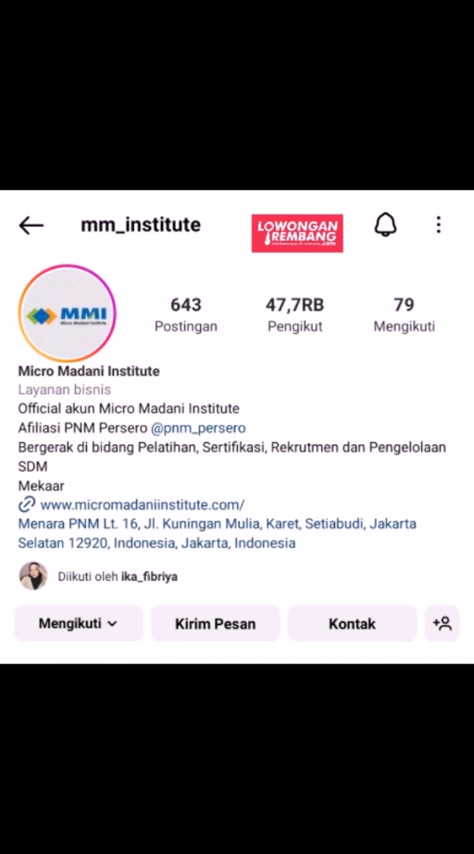 mm_institute
LOWONGAN
REMBANG
MMI
Micro Madani Institute
643
Postingan
47,7RB
Pengikut
79
Mengikuti
Micro Madani Institute
Layanan bisnis
Official akun Micro Madani Institute
Afiliasi PNM Persero @pnm_persero
Bergerak di bidang Pelatihan, Sertifikasi, Rekrutmen dan Pengelolaan
SDM
Mekaar
www.micromadaniinstitute.com/
Menara PNM Lt. 16, Jl. Kuningan Mulia, Karet, Setiabudi, Jakarta
Selatan 12920, Indonesia, Jakarta, Indonesia
Diikuti oleh ika_fibriya
Mengikuti
Kirim Pesan
Kontak